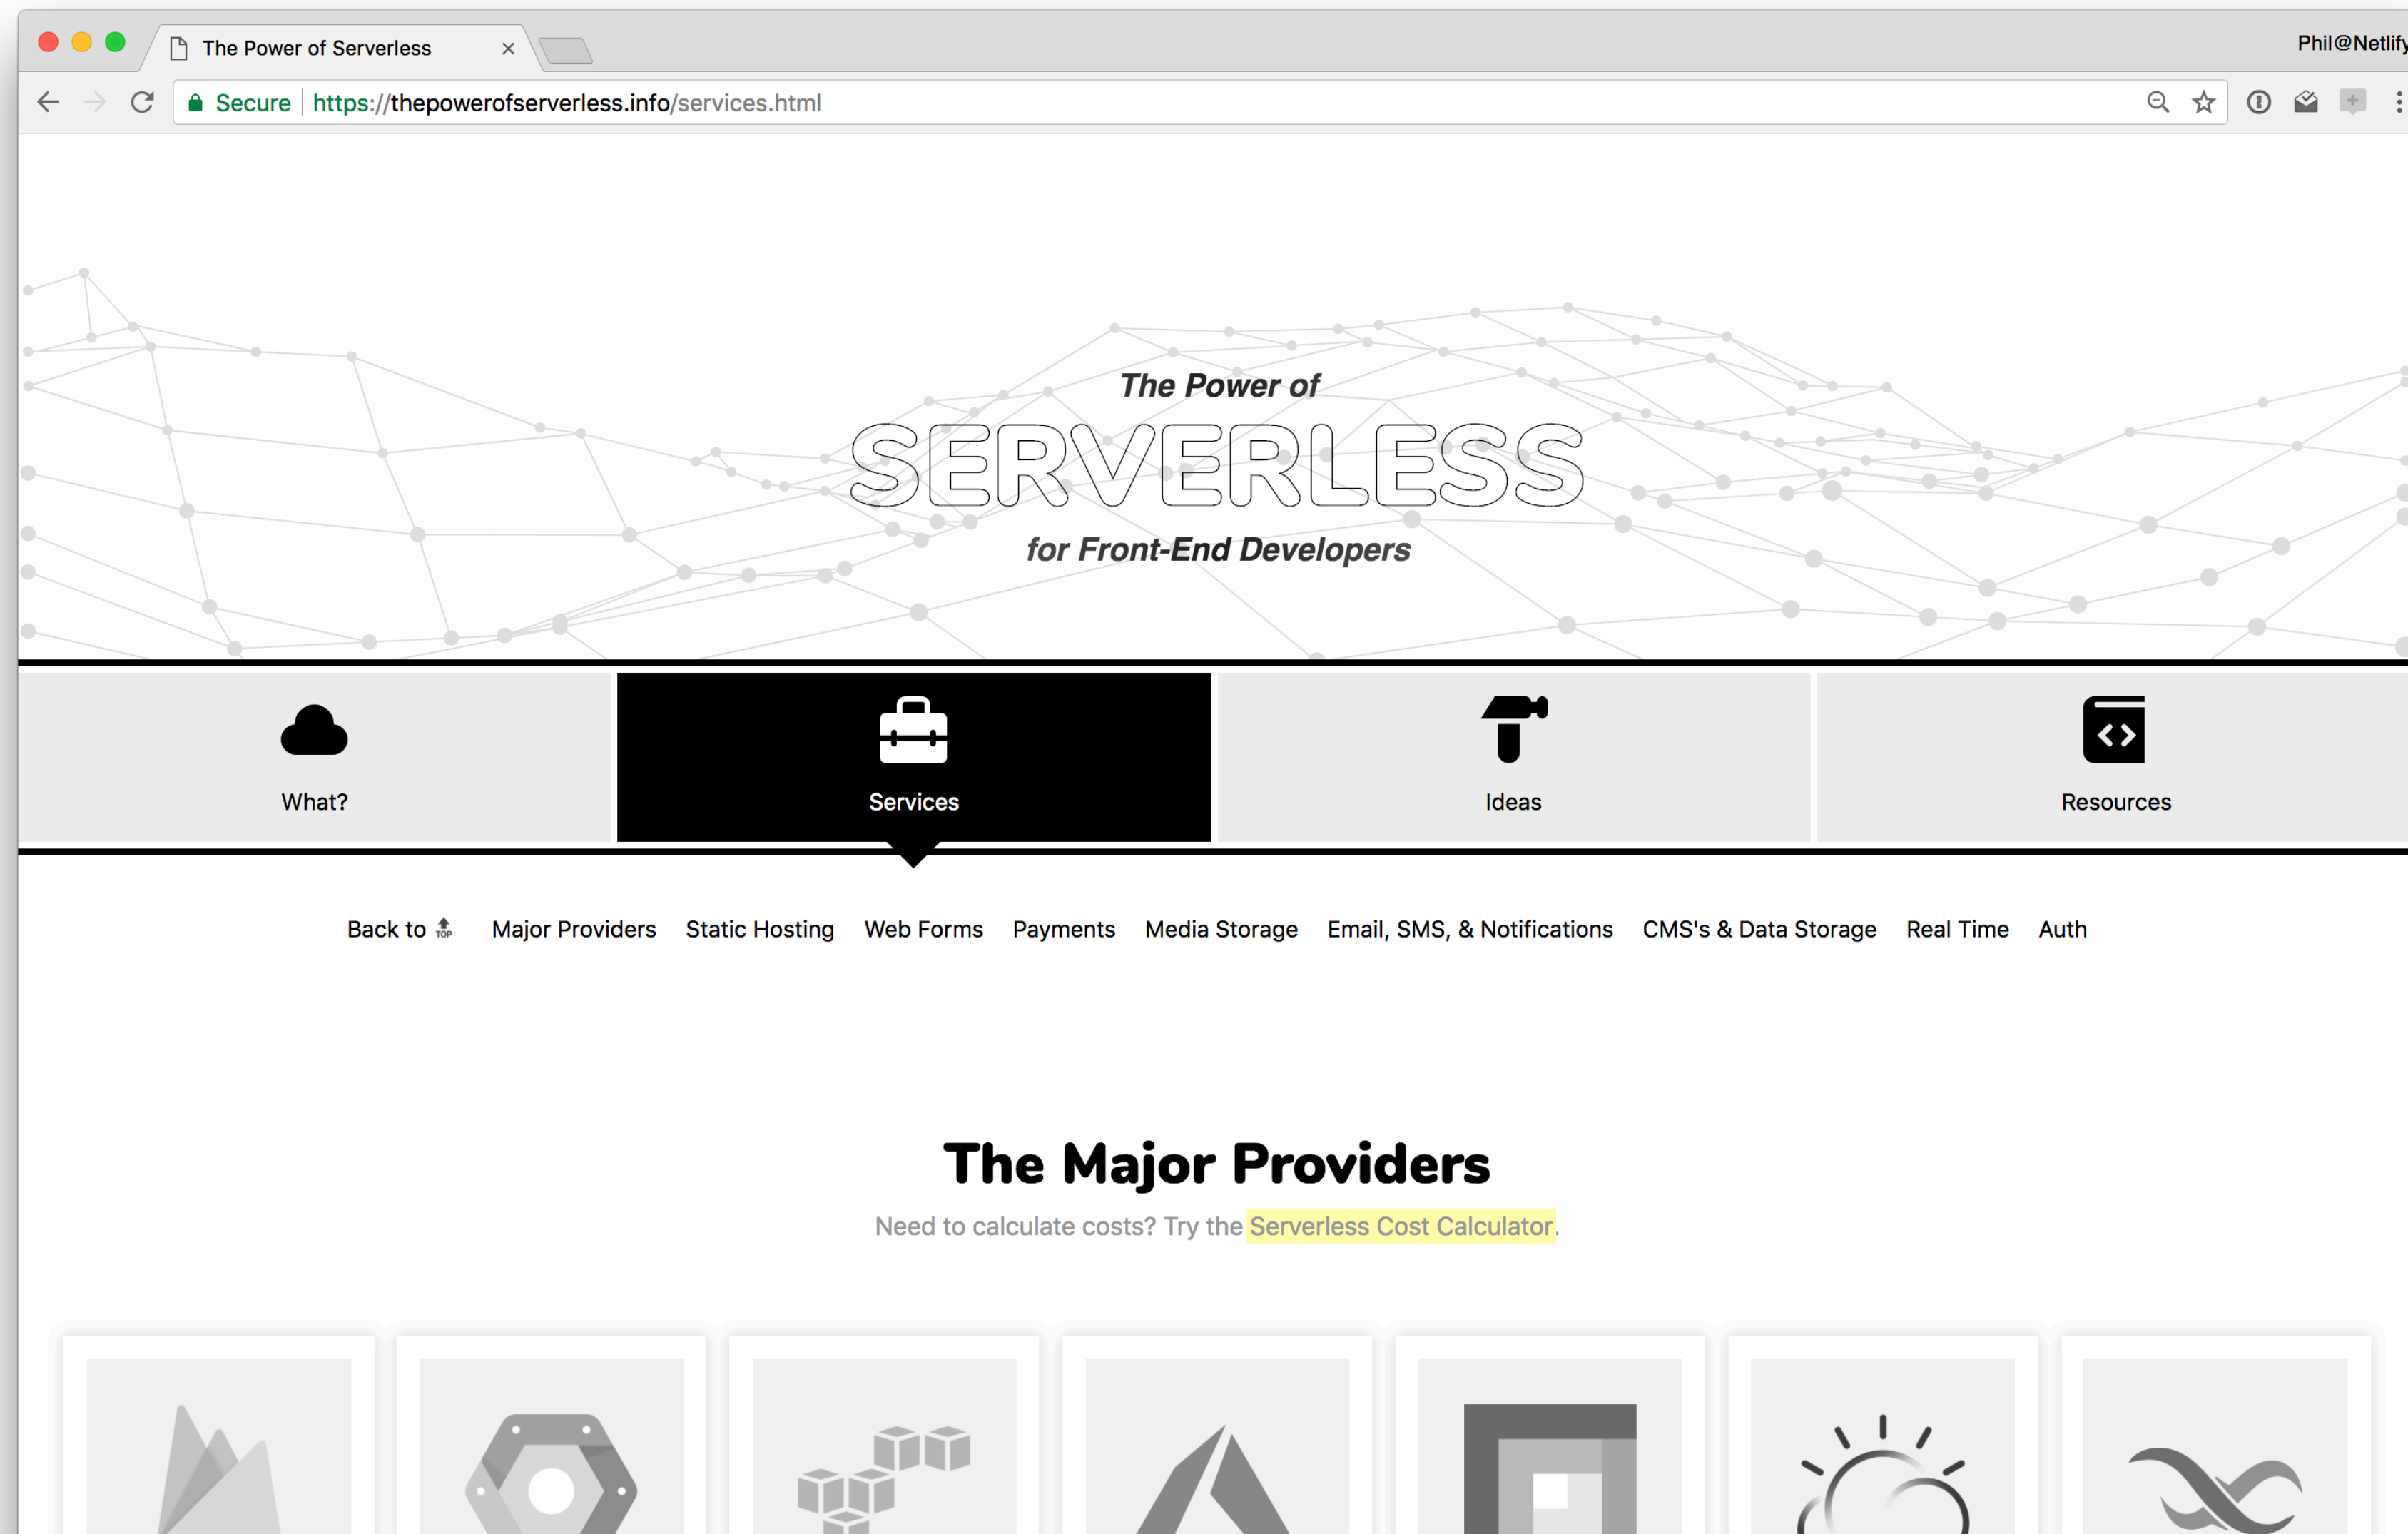 The Power of Serverless
Phil@Netlify
Secure https://thepowerofserverless.info/services.html
The Power of
SERVERLESS
for Front-End Developers
What?
Services
Ideas
Resources
Back to TOP Major Providers Static Hosting Web Forms Payments Media Storage Email, SMS, & Notifications CMS's & Data Storage Real Time Auth
The Major Providers
Need to calculate costs? Try the Serverless Cost Calculator.